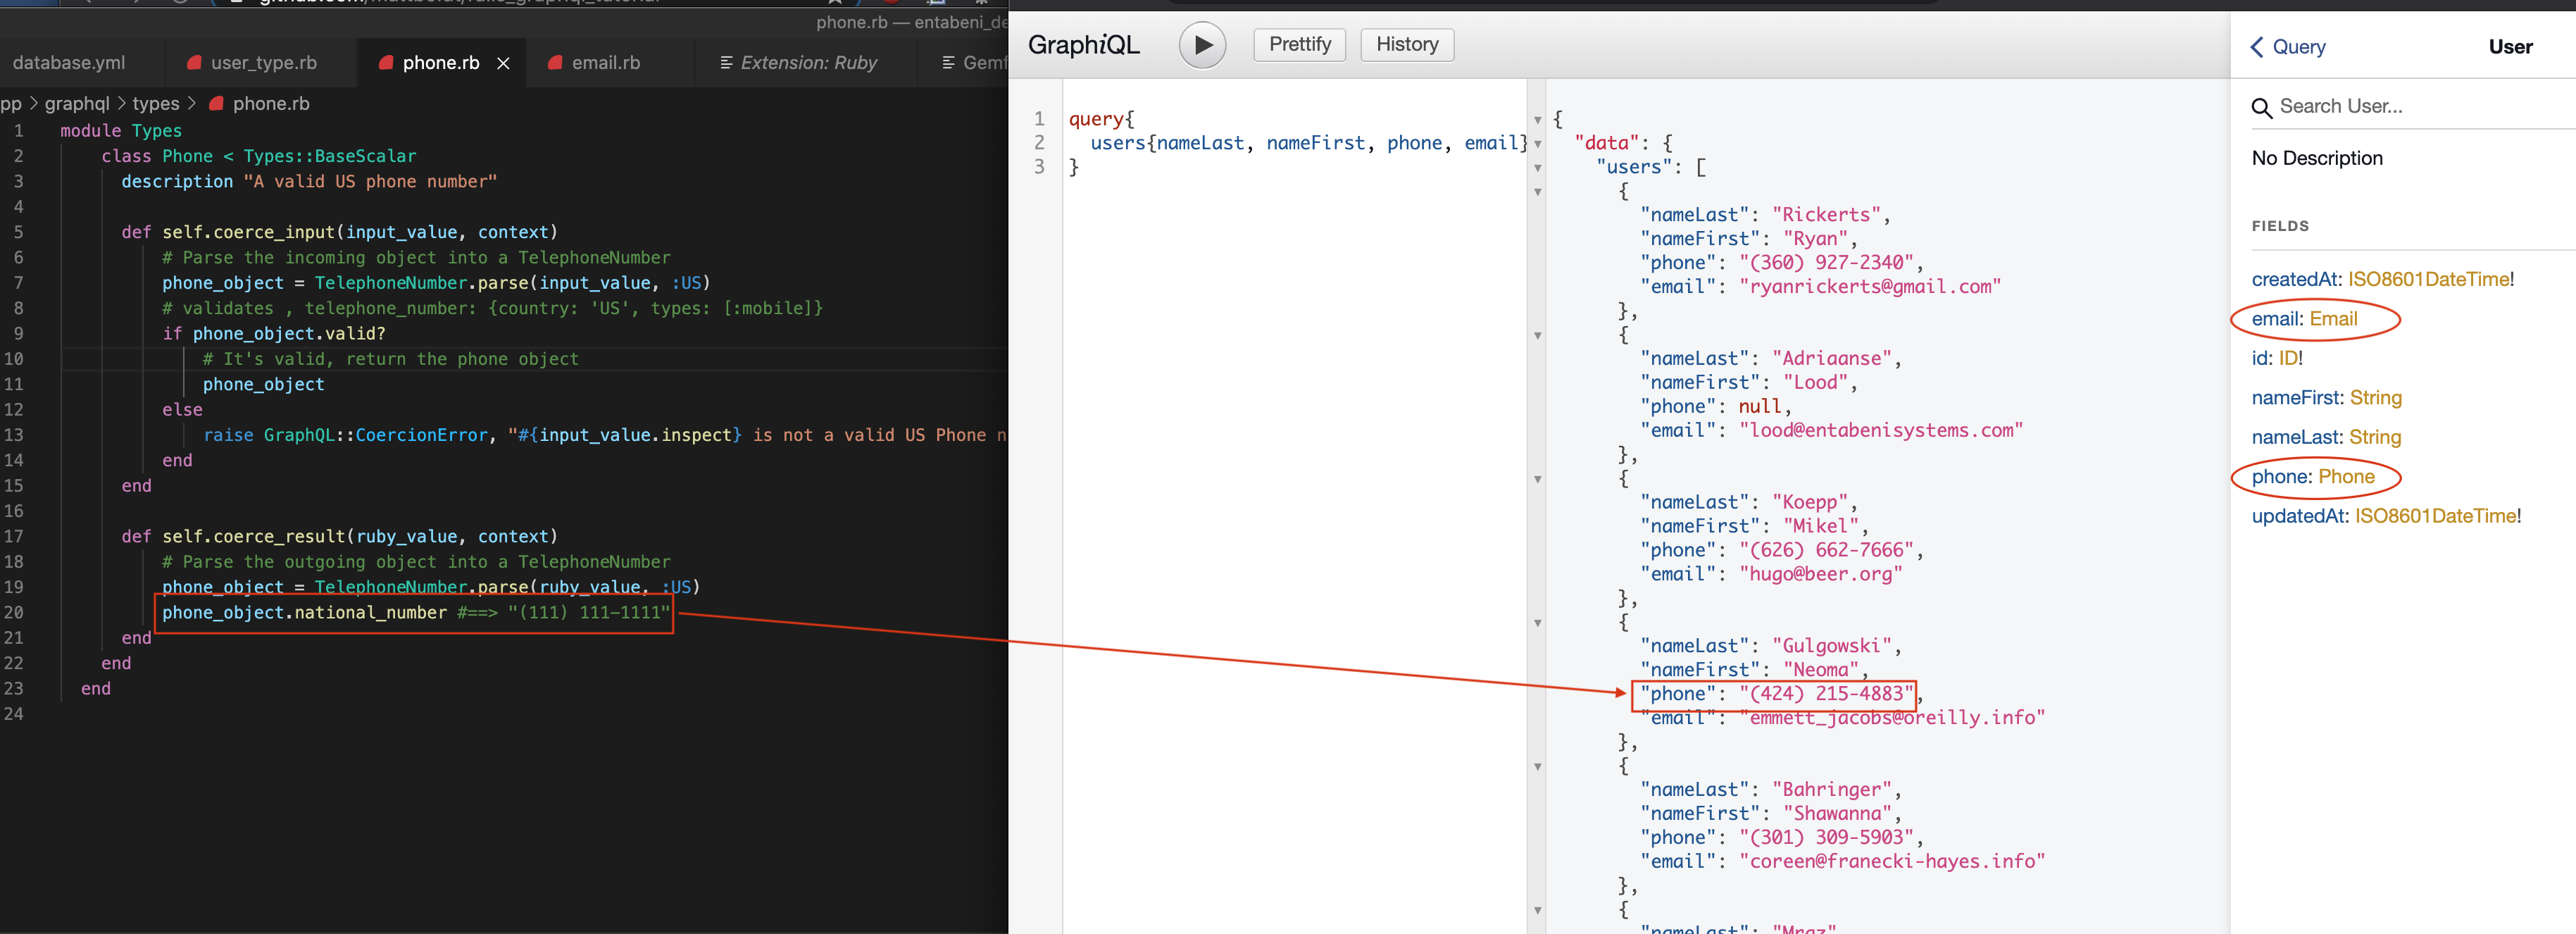 phone.rb — entabeni_de
database.yml
user_type.rb
phone.rb
email.rb
Extension: Ruby
Gemf
pp > graphql > types > phone.rb
1 module Types
2 class Phone < Types::BaseScalar
3 description "A valid US phone number"
4
5 def self.coerce_input(input_value, context)
6 # Parse the incoming object into a TelephoneNumber
7 phone_object = TelephoneNumber.parse(input_value, :US)
8 # validates , telephone_number: {country: 'US', types: [:mobile]}
9 if phone_object.valid?
10 # It's valid, return the phone object
11 phone_object
12 else
13 raise GraphQL::CoercionError, "#{input_value.inspect} is not a valid US Phone n
14 end
15 end
16
17 def self.coerce_result(ruby_value, context)
18 # Parse the outgoing object into a TelephoneNumber
19 phone_object = TelephoneNumber.parse(ruby_value, :US)
20 phone_object.national_number #==> "(111) 111-1111"
21 end
22 end
23 end
24
GraphiQL
Prettify
History
1 query{
2 users{nameLast, nameFirst, phone, email}
3 }
{
"data": {
"users": [
{
"nameLast": "Rickerts",
"nameFirst": "Ryan",
"phone": "(360) 927-2340",
"email": "ryanrickerts@gmail.com"
},
{
"nameLast": "Adriaanse",
"nameFirst": "Lood",
"phone": null,
"email": "lood@entabenisystems.com"
},
{
"nameLast": "Koepp",
"nameFirst": "Mikel",
"phone": "(626) 662-7666",
"email": "hugo@beer.org"
},
{
"nameLast": "Gulgowski",
"nameFirst": "Neoma",
"phone": "(424) 215-4883",
"email": "emmett_jacobs@oreilly.info"
},
{
"nameLast": "Bahringer",
"nameFirst": "Shawanna",
"phone": "(301) 309-5903",
"email": "coreen@franecki-hayes.info"
},
{
"nameLast": "Mraz"
Query
User
Search User...
No Description
FIELDS
createdAt: ISO8601DateTime!
email: Email
id: ID!
nameFirst: String
nameLast: String
phone: Phone
updatedAt: ISO8601DateTime!